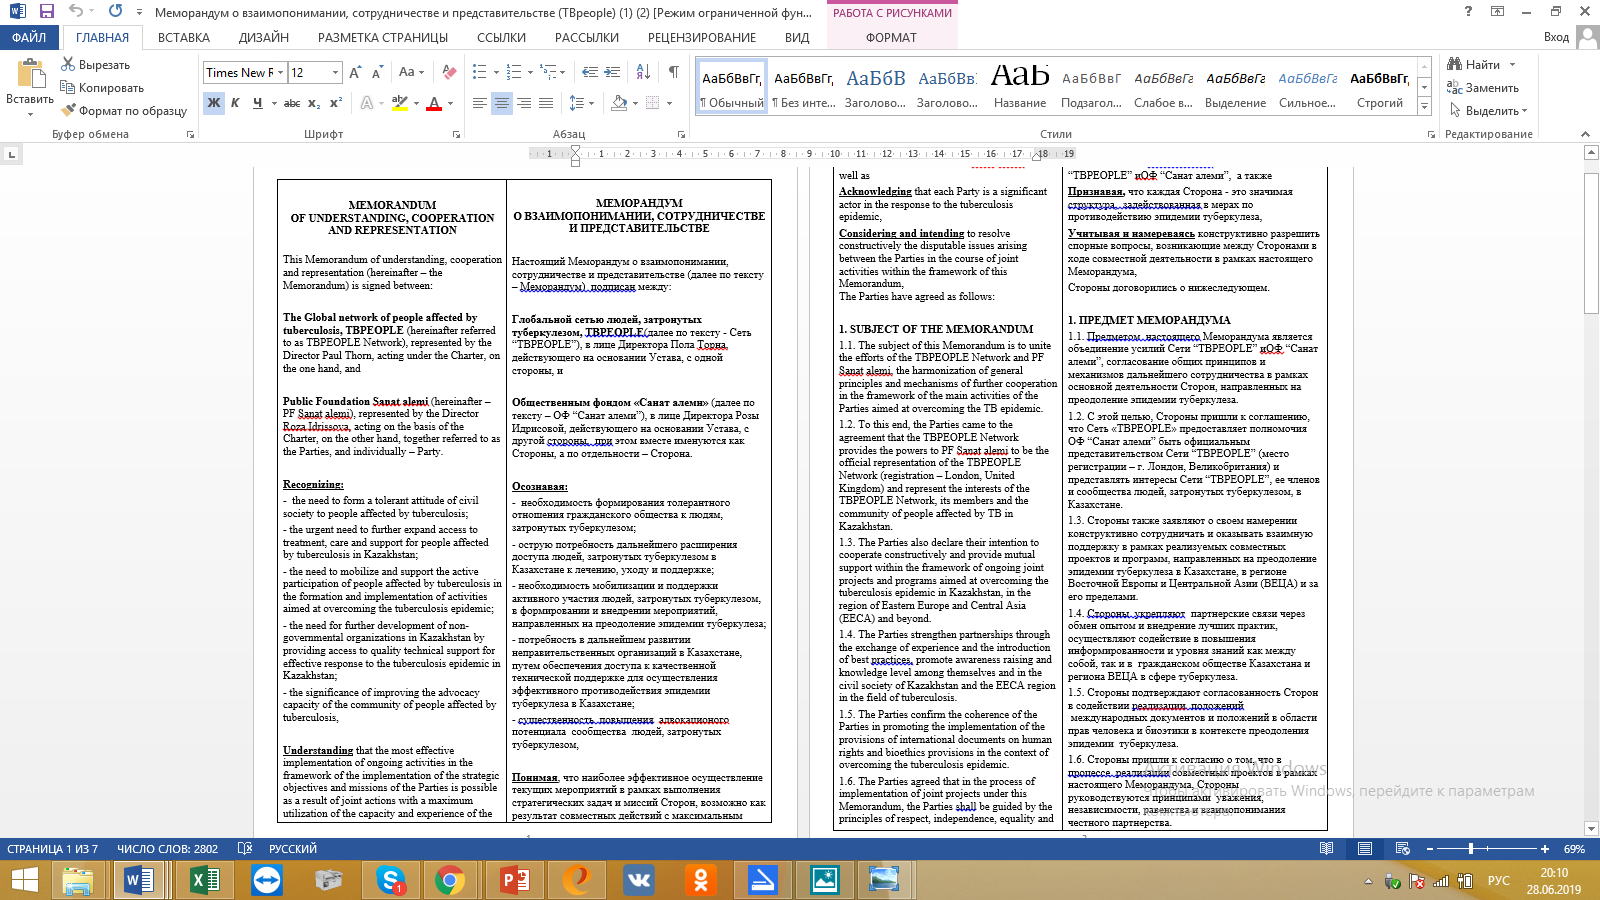 Меморандум о взаимопонимании, сотрудничестве и представительстве (TBpeople) (1) (2) [Режим ограниченной фун...
РАБОТА С РИСУНКАМИ
ФАЙЛ ГЛАВНАЯ ВСТАВКА ДИЗАЙН РАЗМЕТКА СТРАНИЦЫ ССЫЛКИ РАССЫЛКИ РЕЦЕНЗИРОВАНИЕ ВИД ФОРМАТ Вход
Вставить
Вырезать
Копировать
Формат по образцу
Буфер обмена
Times New R 12
Ж К Ч abc x₂ x²
Шрифт
Абзац
АаБбВвГг, АаБбВвГг, АаБбВ АаБбВв: АаБ АаБбВвГ АаБбВвГг АаБбВвГг АаБбВвГг АаБбВвГг,
¶ Обычный ¶ Без инте... Заголово... Заголово... Название Подзагол... Слабое в... Выделение Сильное... Строгий
Стили
Найти
Заменить
Выделить
Редактирование
MEMORANDUM
OF UNDERSTANDING, COOPERATION
AND REPRESENTATION
This Memorandum of understanding, cooperation
and representation (hereinafter – the
Memorandum) is signed between:
The Global network of people affected by
tuberculosis, TBPEOPLE (hereinafter referred
to as TBPEOPLE Network), represented by the
Director Paul Thorn, acting under the Charter, on
the one hand, and
Public Foundation Sanat alemi (hereinafter –
PF Sanat alemi), represented by the Director
Roza Idrissova, acting on the basis of the
Charter, on the other hand, together referred to as
the Parties, and individually – Party.
Recognizing:
- the need to form a tolerant attitude of civil
society to people affected by tuberculosis;
- the urgent need to further expand access to
treatment, care and support for people affected
by tuberculosis in Kazakhstan;
- the need to mobilize and support the active
participation of people affected by tuberculosis in
the formation and implementation of activities
aimed at overcoming the tuberculosis epidemic;
- the need for further development of non-
governmental organizations in Kazakhstan by
providing access to quality technical support for
effective response to the tuberculosis epidemic in
Kazakhstan;
- the significance of improving the advocacy
capacity of the community of people affected by
tuberculosis,
Understanding that the most effective
implementation of ongoing activities in the
framework of the implementation of the strategic
objectives and missions of the Parties is possible
as a result of joint actions with a maximum
utilization of the capacity and experience of the
МЕМОРАНДУМ
О ВЗАИМОПОНИМАНИИ, СОТРУДНИЧЕСТВЕ
И ПРЕДСТАВИТЕЛЬСТВЕ
Настоящий Меморандум о взаимопонимании,
сотрудничестве и представительстве (далее по тексту
– Меморандум) подписан между:
Глобальной сетью людей, затронутых
туберкулезом, TBPEOPLE(далее по тексту - Сеть
“TBPEOPLE”), в лице Директора Пола Торна,
действующего на основании Устава, с одной
стороны, и
Общественным фондом «Санат алеми» (далее по
тексту – ОФ “Санат алеми”), в лице Директора Розы
Идрисовой, действующего на основании Устава, с
другой стороны, при этом вместе именуются как
Стороны, а по отдельности – Сторона.
Осознавая:
- необходимость формирования толерантного
отношения гражданского общества к людям,
затронутых туберкулезом;
- острую потребность дальнейшего расширения
доступа людей, затронутых туберкулезом в
Казахстане к лечению, уходу и поддержке;
- необходимость мобилизации и поддержки
активного участия людей, затронутых туберкулезом,
в формировании и внедрении мероприятий,
направленных на преодоление эпидемии туберкулеза;
- потребность в дальнейшем развитии
неправительственных организаций в Казахстане,
путем обеспечения доступа к качественной
технической поддержке для осуществления
эффективного противодействия эпидемии
туберкулеза в Казахстане;
- существенность повышения адвокационого
потенциала сообщества людей, затронутых
туберкулезом,
Понимая, что наиболее эффективное осуществление
текущих мероприятий в рамках выполнения
стратегических задач и миссий Сторон, возможно как
результат совместных действий с максимальным
well as
Acknowledging that each Party is a significant
actor in the response to the tuberculosis
epidemic,
Considering and intending to resolve
constructively the disputable issues arising
between the Parties in the course of joint
activities within the framework of this
Memorandum,
The Parties have agreed as follows:
1. SUBJECT OF THE MEMORANDUM
1.1. The subject of this Memorandum is to unite
the efforts of the TBPEOPLE Network and PF
Sanat alemi, the harmonization of general
principles and mechanisms of further cooperation
in the framework of the main activities of the
Parties aimed at overcoming the TB epidemic.
1.2. To this end, the Parties came to the
agreement that the TBPEOPLE Network
provides the powers to PF Sanat alemi to be the
official representation of the TBPEOPLE
Network (registration – London, United
Kingdom) and represent the interests of the
TBPEOPLE Network, its members and the
community of people affected by TB in
Kazakhstan.
1.3. The Parties also declare their intention to
cooperate constructively and provide mutual
support within the framework of ongoing joint
projects and programs aimed at overcoming the
tuberculosis epidemic in Kazakhstan, in the
region of Eastern Europe and Central Asia
(EECA) and beyond.
1.4. The Parties strengthen partnerships through
the exchange of experience and the introduction
of best practices, promote awareness raising and
knowledge level among themselves and in the
civil society of Kazakhstan and the EECA region
in the field of tuberculosis.
1.5. The Parties confirm the coherence of the
Parties in promoting the implementation of the
provisions of international documents on human
rights and bioethics provisions in the context of
overcoming the tuberculosis epidemic.
1.6. The Parties agreed that in the process of
implementation of joint projects under this
Memorandum, the Parties shall be guided by the
principles of respect, independence, equality and
“TBPEOPLE” иОФ “Санат алеми”, а также
Признавая, что каждая Сторона - это значимая
структура, задействованная в мерах по
противодействию эпидемии туберкулеза,
Учитывая и намереваясь конструктивно разрешить
спорные вопросы, возникающие между Сторонами в
ходе совместной деятельности в рамках настоящего
Меморандума,
Стороны договорились о нижеследующем.
1. ПРЕДМЕТ МЕМОРАНДУМА
1.1. Предметом настоящего Меморандума является
объединение усилий Сети “TBPEOPLE” иОФ “Санат
алеми”, согласование общих принципов и
механизмов дальнейшего сотрудничества в рамках
основной деятельности Сторон, направленных на
преодоление эпидемии туберкулеза.
1.2. С этой целью, Стороны пришли к соглашению,
что Сеть «TBPEOPLE» предоставляет полномочия
ОФ “Санат алеми” быть официальным
представительством Сети “TBPEOPLE” (место
регистрации – г. Лондон, Великобритания) и
представлять интересы Сети “TBPEOPLE”, ее членов
и сообщества людей, затронутых туберкулезом, в
Казахстане.
1.3. Стороны также заявляют о своем намерении
конструктивно сотрудничать и оказывать взаимную
поддержку в рамках реализуемых совместных
проектов и программ, направленных на преодоление
эпидемии туберкулеза в Казахстане, в регионе
Восточной Европы и Центральной Азии (ВЕЦА) и за
его пределами.
1.4. Стороны укрепляют партнерские связи через
обмен опытом и внедрение лучших практик,
осуществляют содействие в повышения
информированности и уровня знаний как между
собой, так и в гражданском обществе Казахстана и
региона ВЕЦА в сфере туберкулеза.
1.5. Стороны подтверждают согласованность Сторон
в содействии реализации положений
международных документов и положений в области
прав человека и биоэтики в контексте преодоления
эпидемии туберкулеза.
1.6. Стороны пришли к согласию о том, что в
процессе реализации совместных проектов в рамках
настоящего Меморандума, Стороны
руководствуются принципами уважения,
независимости, равенства и взаимопонимания
честного партнерства.
Активация Windows
Чтобы активировать Windows, перейдите к параметрам
компьютера.
СТРАНИЦА 1 ИЗ 7 ЧИСЛО СЛОВ: 2802 РУССКИЙ 69%
РУС
20:10
28.06.2019